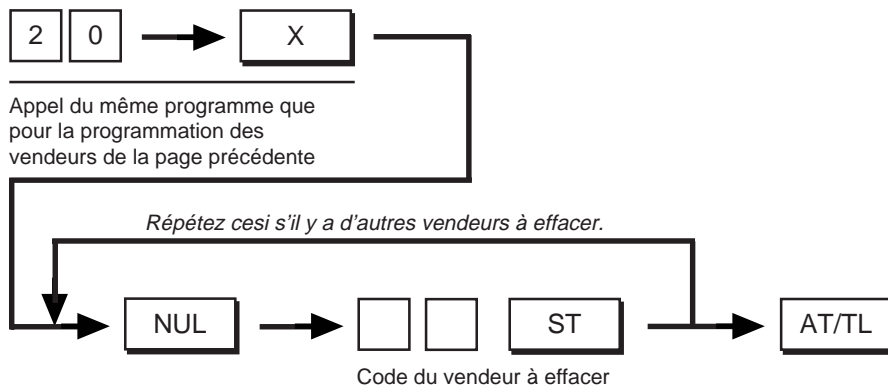 2 0 X
Appel du même programme que
pour la programmation des
vendeurs de la page précédente
Répétez cesi s'il y a d'autres vendeurs à effacer.
NUL ST AT/TL
Code du vendeur à effacer